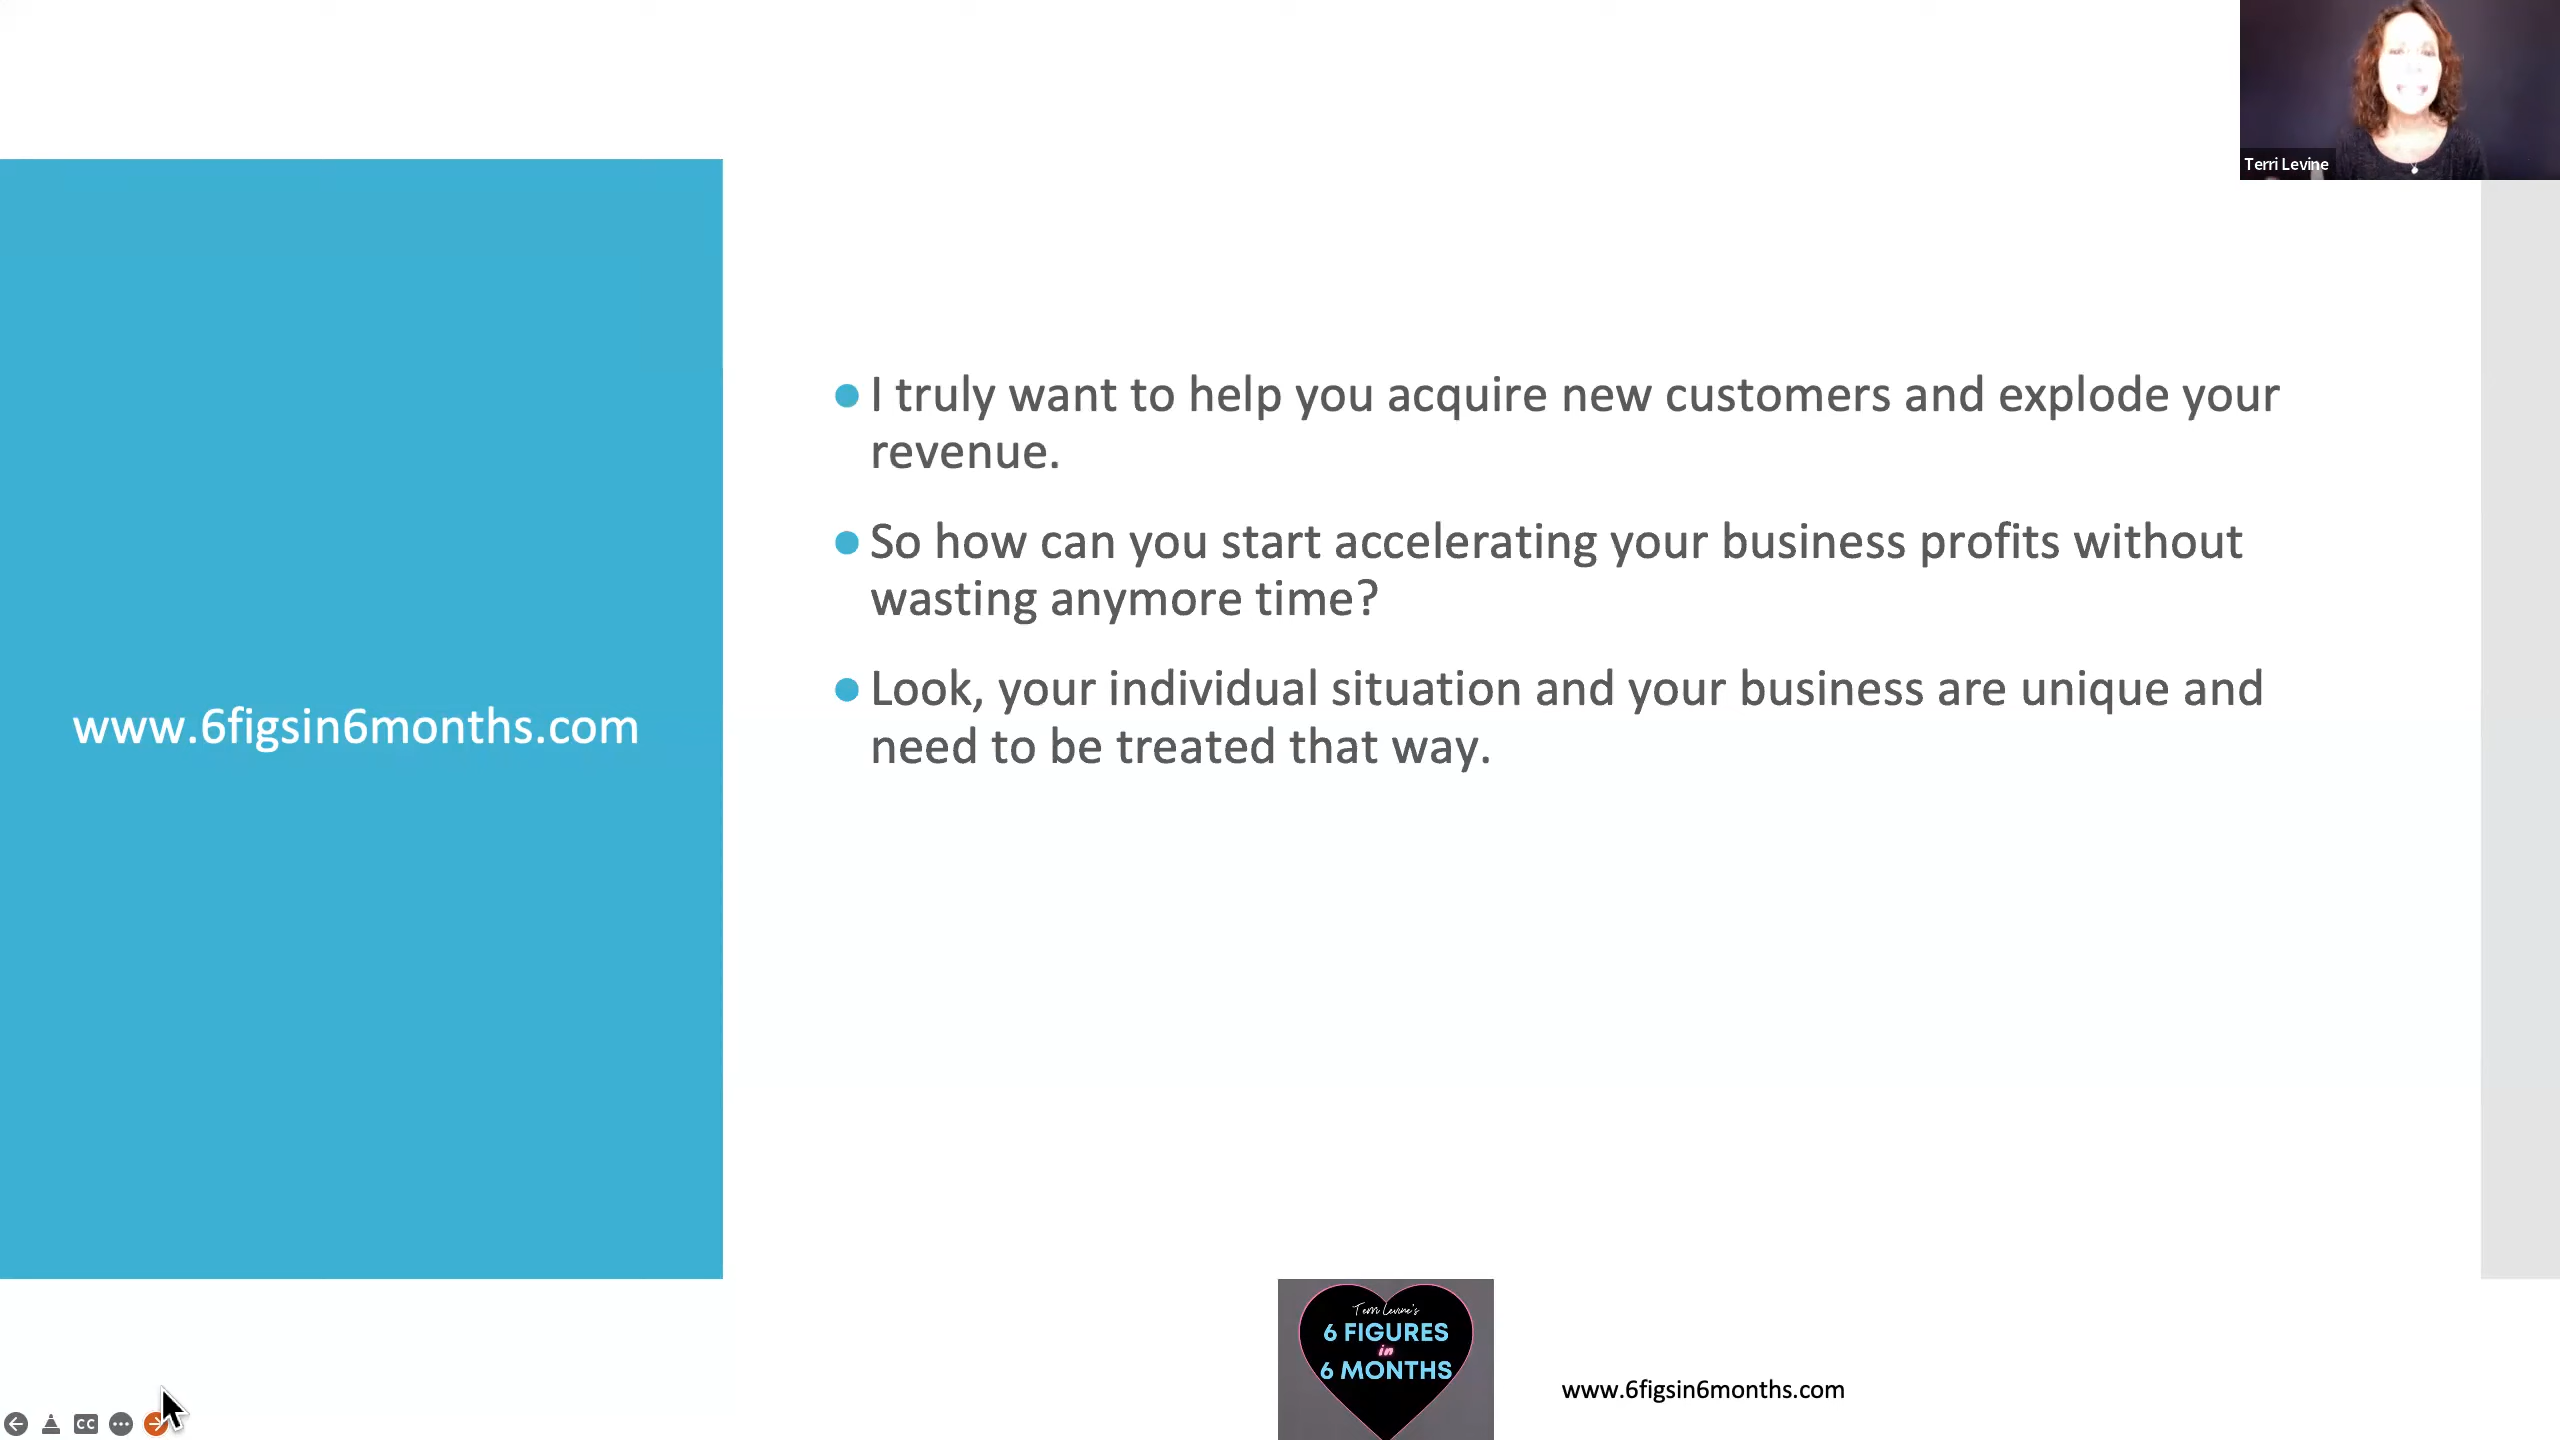 Terri Levine
I truly want to help you acquire new customers and explode your
revenue.
So how can you start accelerating your business profits without
wasting anymore time?
Look, your individual situation and your business are unique and
need to be treated that way.
www.6figsin6months.com
Terri Levine's
6 FIGURES
in
6 MONTHS
www.6figsin6months.com
CC